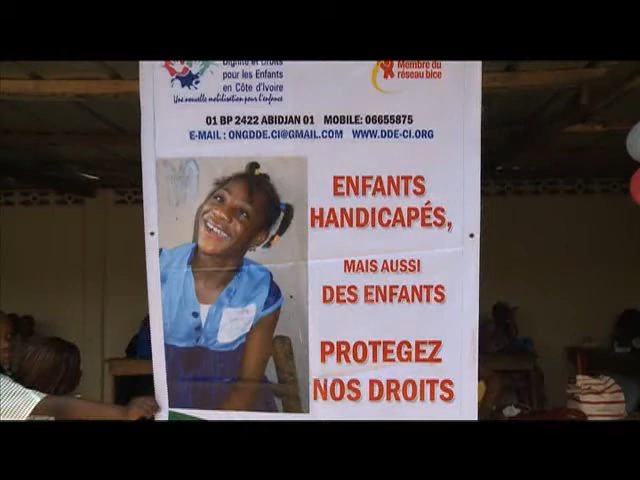 Dignité et Droits
pour les Enfants
en Côte d'Ivoire
Une nouvelle mobilisation pour l'enfance
Membre du
réseau bice
01 BP 2422 ABIDJAN 01 MOBILE: 06655875
E-MAIL : ONGDDE.CI@GMAIL.COM WWW.DDE-CI.ORG
ENFANTS
HANDICAPÉS,
MAIS AUSSI
DES ENFANTS
PROTEGEZ
NOS DROITS